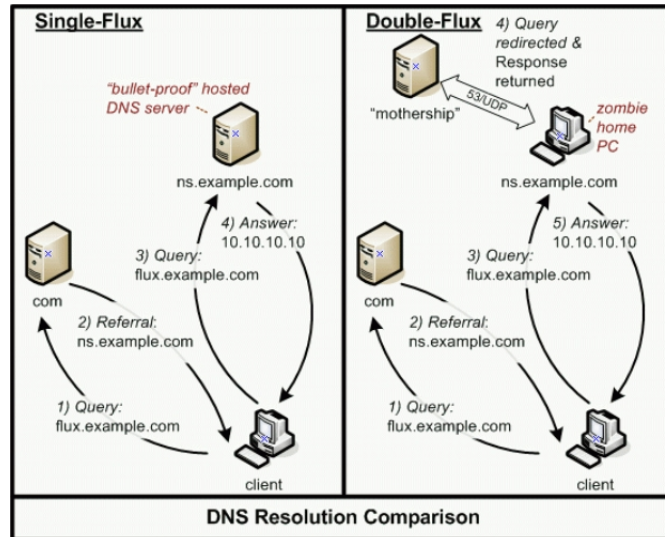 Single-Flux
"bullet-proof" hosted
DNS server
ns.example.com
com
1) Query:
flux.example.com
2) Referral:
ns.example.com
3) Query:
flux.example.com
4) Answer:
10.10.10.10
client
Double-Flux
4) Query
redirected &
Response
returned
53/UDP
"mothership"
zombie
home
PC
ns.example.com
com
1) Query:
flux.example.com
2) Referral:
ns.example.com
3) Query:
flux.example.com
5) Answer:
10.10.10.10
client
DNS Resolution Comparison